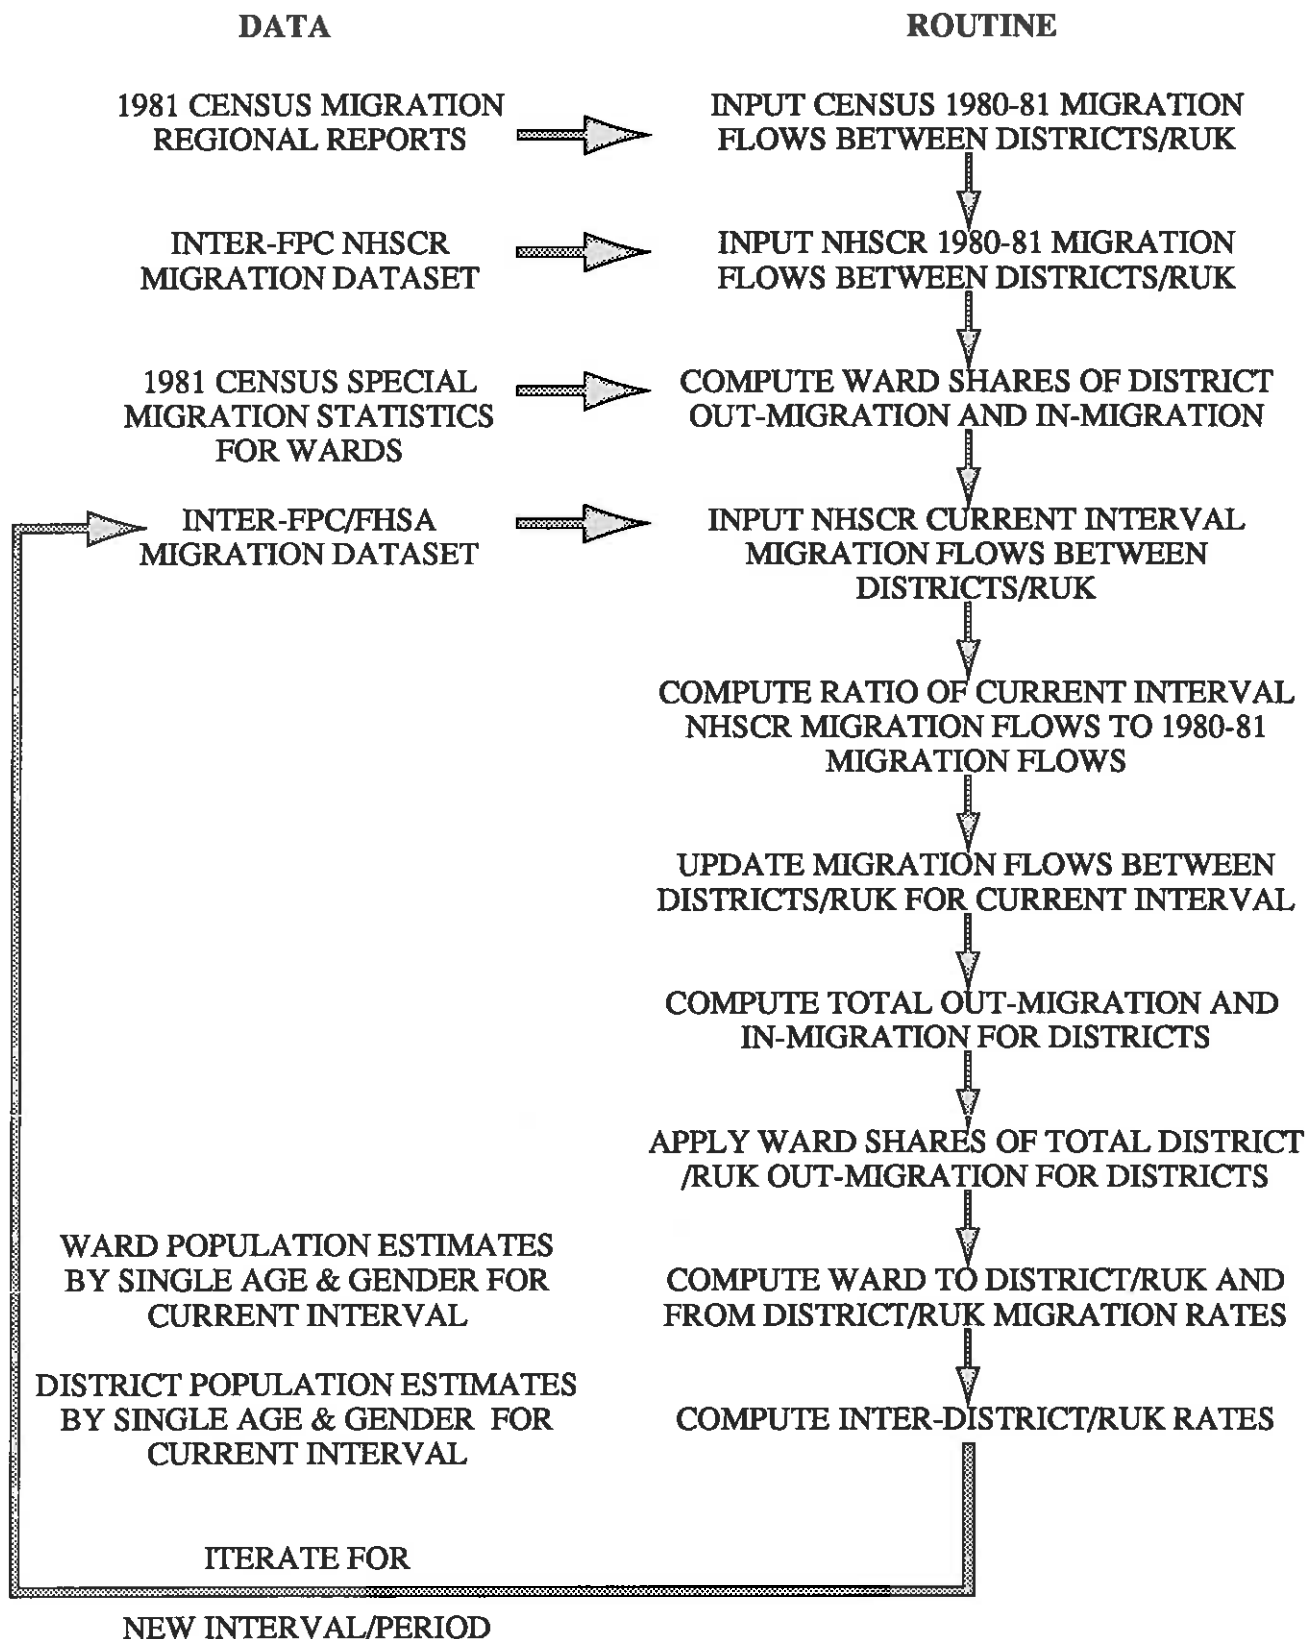 DATA
ROUTINE
1981 CENSUS MIGRATION
REGIONAL REPORTS
INPUT CENSUS 1980-81 MIGRATION
FLOWS BETWEEN DISTRICTS/RUK
INTER-FPC NHSCR
MIGRATION DATASET
INPUT NHSCR 1980-81 MIGRATION
FLOWS BETWEEN DISTRICTS/RUK
1981 CENSUS SPECIAL
MIGRATION STATISTICS
FOR WARDS
COMPUTE WARD SHARES OF DISTRICT
OUT-MIGRATION AND IN-MIGRATION
INTER-FPC/FHSA
MIGRATION DATASET
INPUT NHSCR CURRENT INTERVAL
MIGRATION FLOWS BETWEEN
DISTRICTS/RUK
COMPUTE RATIO OF CURRENT INTERVAL
NHSCR MIGRATION FLOWS TO 1980-81
MIGRATION FLOWS
UPDATE MIGRATION FLOWS BETWEEN
DISTRICTS/RUK FOR CURRENT INTERVAL
COMPUTE TOTAL OUT-MIGRATION AND
IN-MIGRATION FOR DISTRICTS
APPLY WARD SHARES OF TOTAL DISTRICT
/RUK OUT-MIGRATION FOR DISTRICTS
WARD POPULATION ESTIMATES
BY SINGLE AGE & GENDER FOR
CURRENT INTERVAL
COMPUTE WARD TO DISTRICT/RUK AND
FROM DISTRICT/RUK MIGRATION RATES
DISTRICT POPULATION ESTIMATES
BY SINGLE AGE & GENDER FOR
CURRENT INTERVAL
COMPUTE INTER-DISTRICT/RUK RATES
ITERATE FOR
NEW INTERVAL/PERIOD